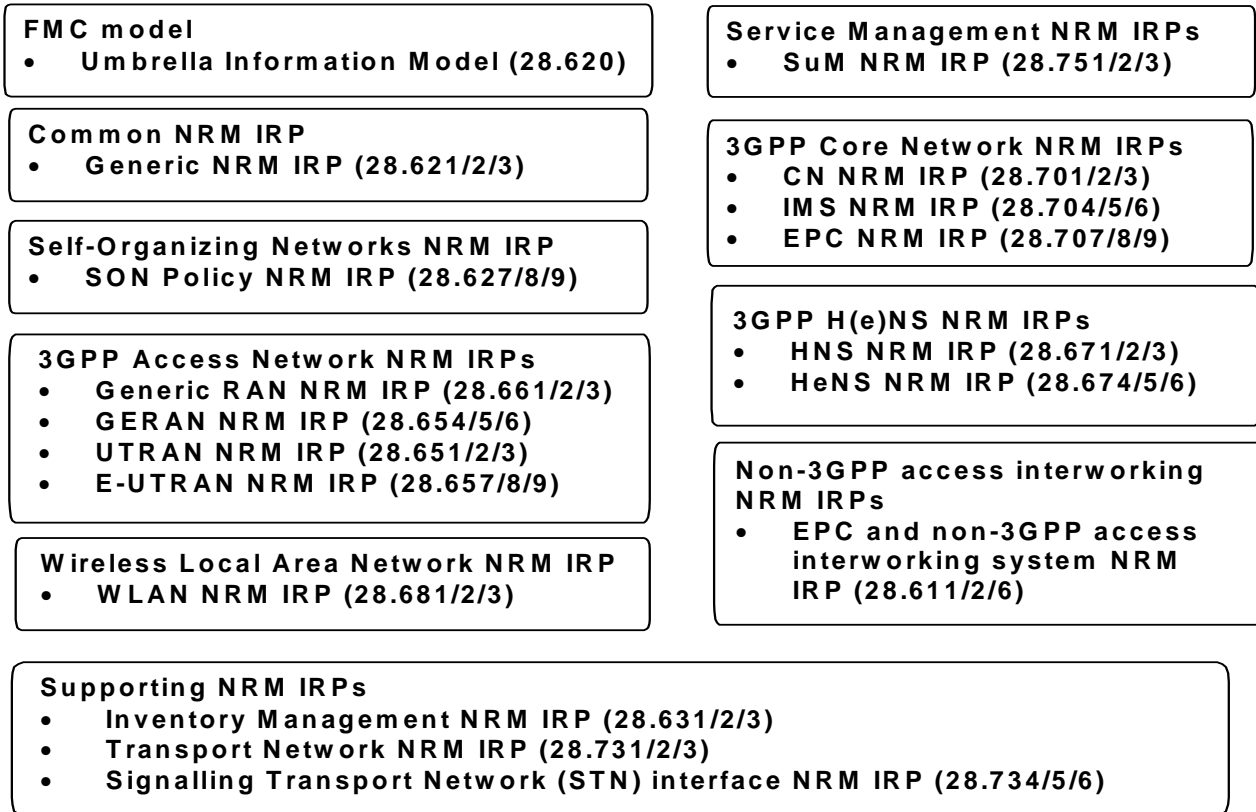 FMC model
• Umbrella Information Model (28.620)
Common NRM IRP
• Generic NRM IRP (28.621/2/3)
Self-Organizing Networks NRM IRP
• SON Policy NRM IRP (28.627/8/9)
3GPP Access Network NRM IRPs
• Generic RAN NRM IRP (28.661/2/3)
• GERAN NRM IRP (28.654/5/6)
• UTRAN NRM IRP (28.651/2/3)
• E-UTRAN NRM IRP (28.657/8/9)
Wireless Local Area Network NRM IRP
• WLAN NRM IRP (28.681/2/3)
Service Management NRM IRPs
• SuM NRM IRP (28.751/2/3)
3GPP Core Network NRM IRPs
• CN NRM IRP (28.701/2/3)
• IMS NRM IRP (28.704/5/6)
• EPC NRM IRP (28.707/8/9)
3GPP H(e)NS NRM IRPs
• HNS NRM IRP (28.671/2/3)
• HeNS NRM IRP (28.674/5/6)
Non-3GPP access interworking
NRM IRPs
• EPC and non-3GPP access
interworking system NRM
IRP (28.611/2/6)
Supporting NRM IRPs
• Inventory Management NRM IRP (28.631/2/3)
• Transport Network NRM IRP (28.731/2/3)
• Signalling Transport Network (STN) interface NRM IRP (28.734/5/6)